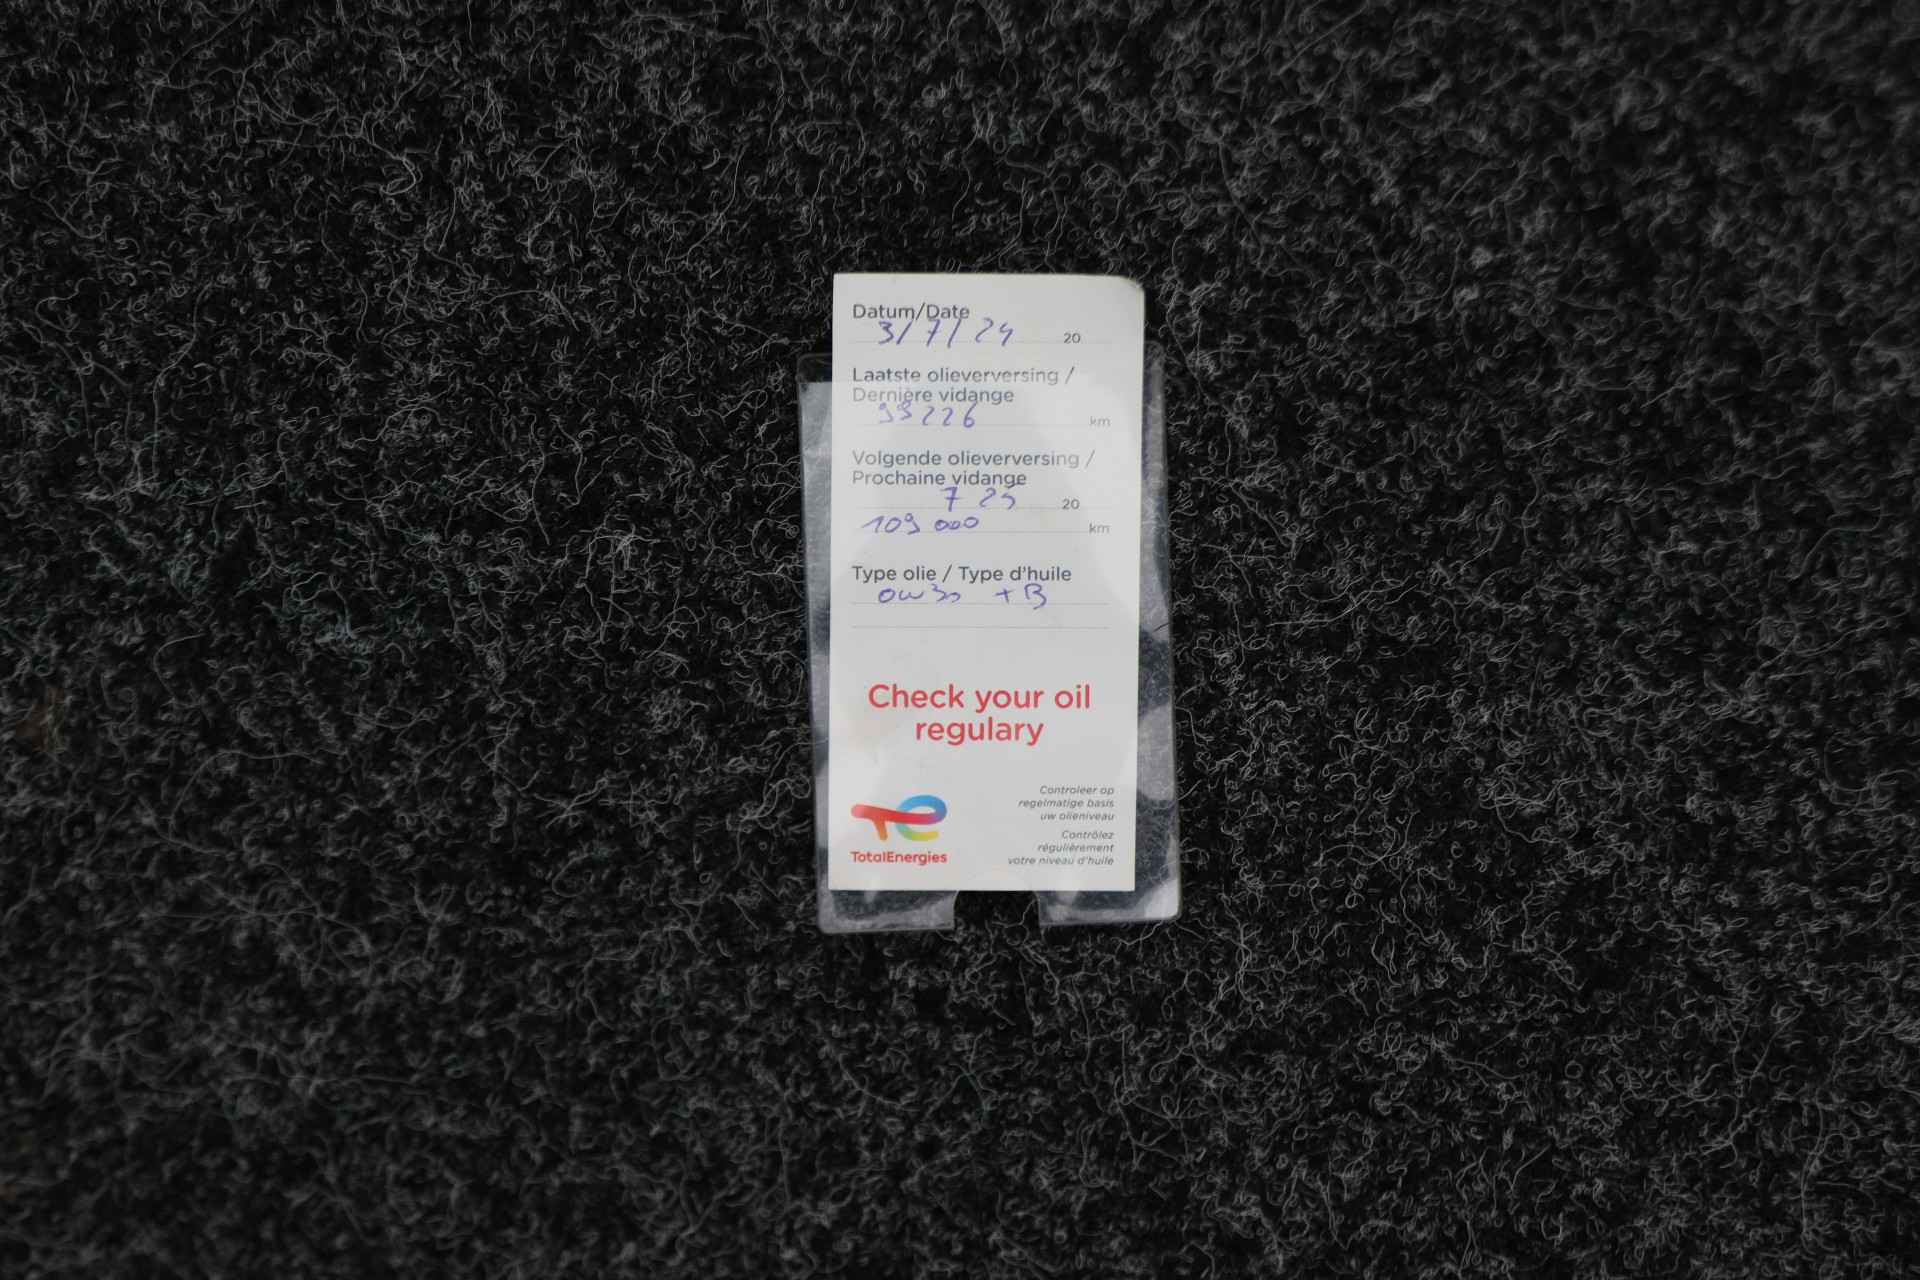 Datum/Date
3/7/24 20
Laatste olieverversing /
Dernière vidange
99226 km
Volgende olieverversing /
Prochaine vidange
7 25 20
109 000 km
Type olie / Type d'huile
0w30 + B
Check your oil
regulary
Controleer op
regelmatige basis
uw olieniveau
Contrôlez
régulièrement
votre niveau d'huile
TotalEnergies